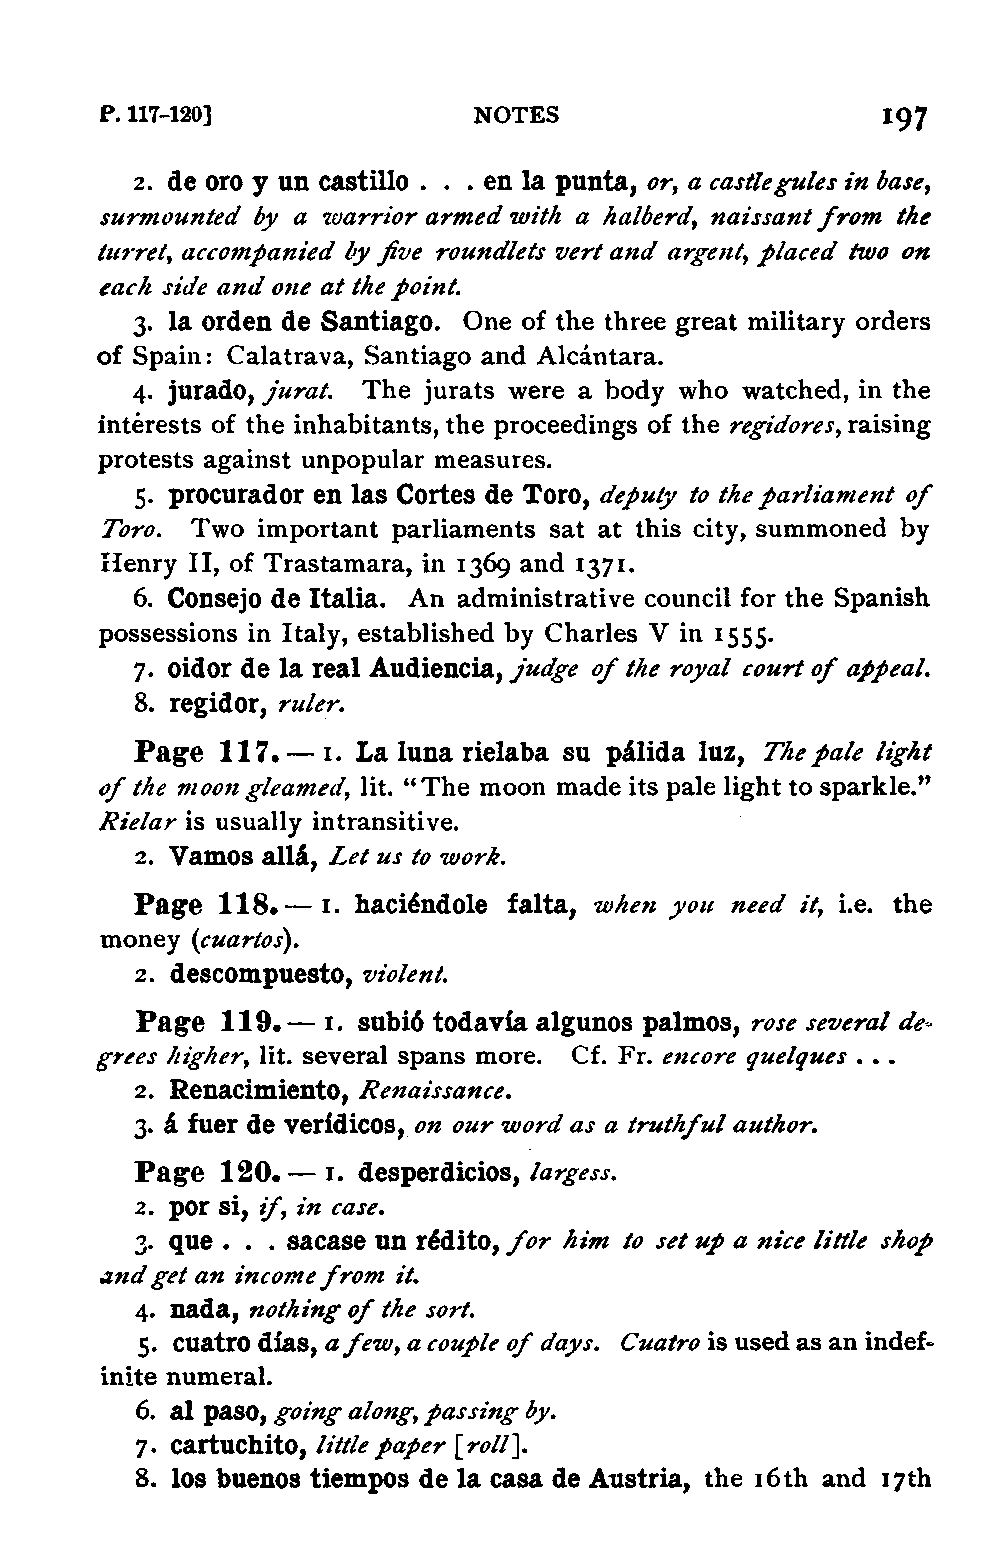 P. 117–120] NOTES 197
2. de oro y un castillo . . . en la punta, or, a castle gules in base,
surmounted by a warrior armed with a halberd, naissant from the
turret, accompanied by five roundlets vert and argent, placed two on
each side and one at the point.
3. la orden de Santiago. One of the three great military orders
of Spain: Calatrava, Santiago and Alcántara.
4. jurado, jurat. The jurats were a body who watched, in the
interests of the inhabitants, the proceedings of the regidores, raising
protests against unpopular measures.
5. procurador en las Cortes de Toro, deputy to the parliament of
Toro. Two important parliaments sat at this city, summoned by
Henry II, of Trastamara, in 1369 and 1371.
6. Consejo de Italia. An administrative council for the Spanish
possessions in Italy, established by Charles V in 1555.
7. oidor de la real Audiencia, judge of the royal court of appeal.
8. regidor, ruler.
Page 117. — 1. La luna rielaba su pálida luz, The pale light
of the moon gleamed, lit. "The moon made its pale light to sparkle."
Rielar is usually intransitive.
2. Vamos allá, Let us to work.
Page 118. — 1. haciéndole falta, when you need it, i.e. the
money (cuartos).
2. descompuesto, violent.
Page 119. — 1. subió todavía algunos palmos, rose several de-
grees higher, lit. several spans more. Cf. Fr. encore quelques . . .
2. Renacimiento, Renaissance.
3. á fuer de verídicos, on our word as a truthful author.
Page 120. — 1. desperdicios, largess.
2. por si, if, in case.
3. que . . . sacase un rédito, for him to set up a nice little shop
and get an income from it.
4. nada, nothing of the sort.
5. cuatro días, a few, a couple of days. Cuatro is used as an indef-
inite numeral.
6. al paso, going along, passing by.
7. cartuchito, little paper [roll].
8. los buenos tiempos de la casa de Austria, the 16th and 17th